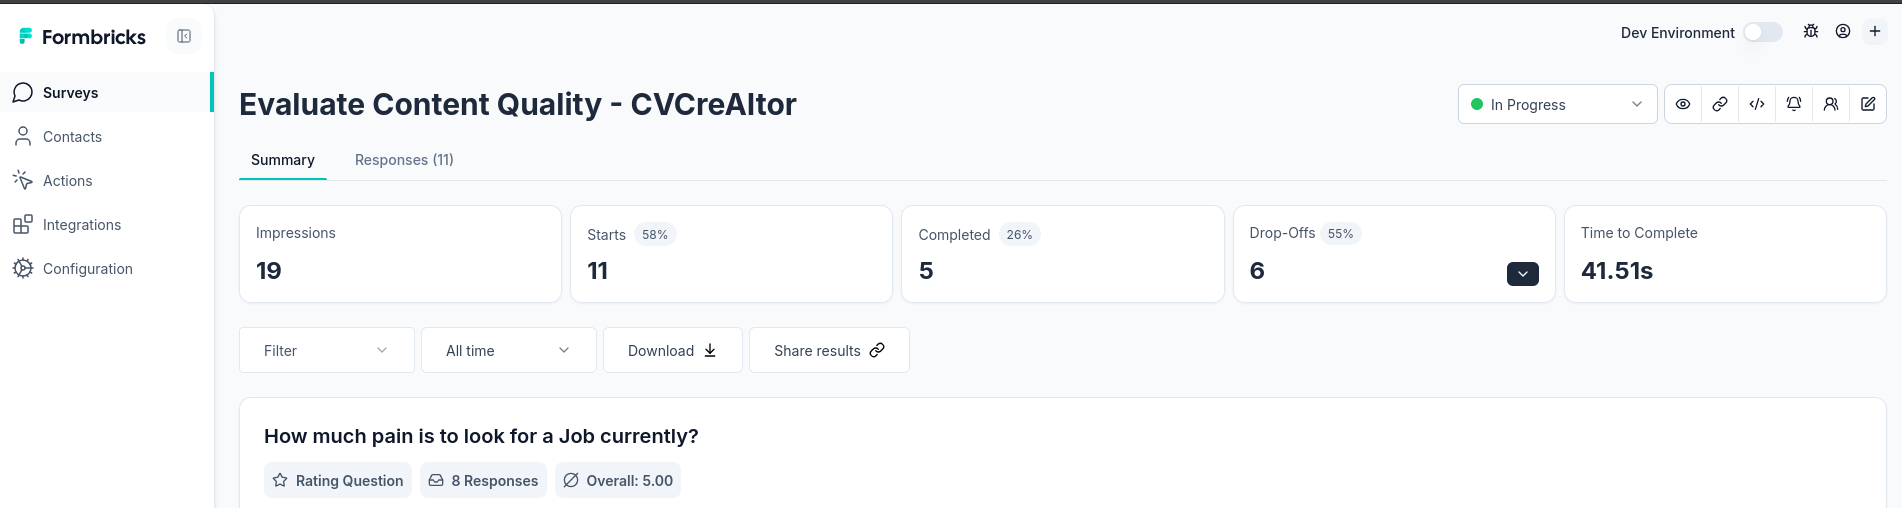 Formbricks
Dev Environment
Surveys
Contacts
Actions
Integrations
Configuration
Evaluate Content Quality - CVCreAItor
In Progress
Summary
Responses (11)
Impressions
19
Starts 58%
11
Completed 26%
5
Drop-Offs 55%
6
Time to Complete
41.51s
Filter
All time
Download
Share results
How much pain is to look for a Job currently?
Rating Question
8 Responses
Overall: 5.00